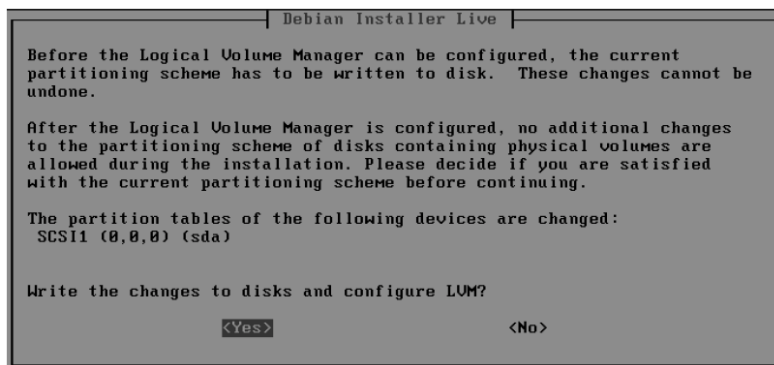 Debian Installer Live
Before the Logical Volume Manager can be configured, the current
partitioning scheme has to be written to disk.  These changes cannot be
undone.
After the Logical Volume Manager is configured, no additional changes
to the partitioning scheme of disks containing physical volumes are
allowed during the installation. Please decide if you are satisfied
with the current partitioning scheme before continuing.
The partition tables of the following devices are changed:
SCSI1 (0,0,0) (sda)
Write the changes to disks and configure LVM?
<Yes> <No>